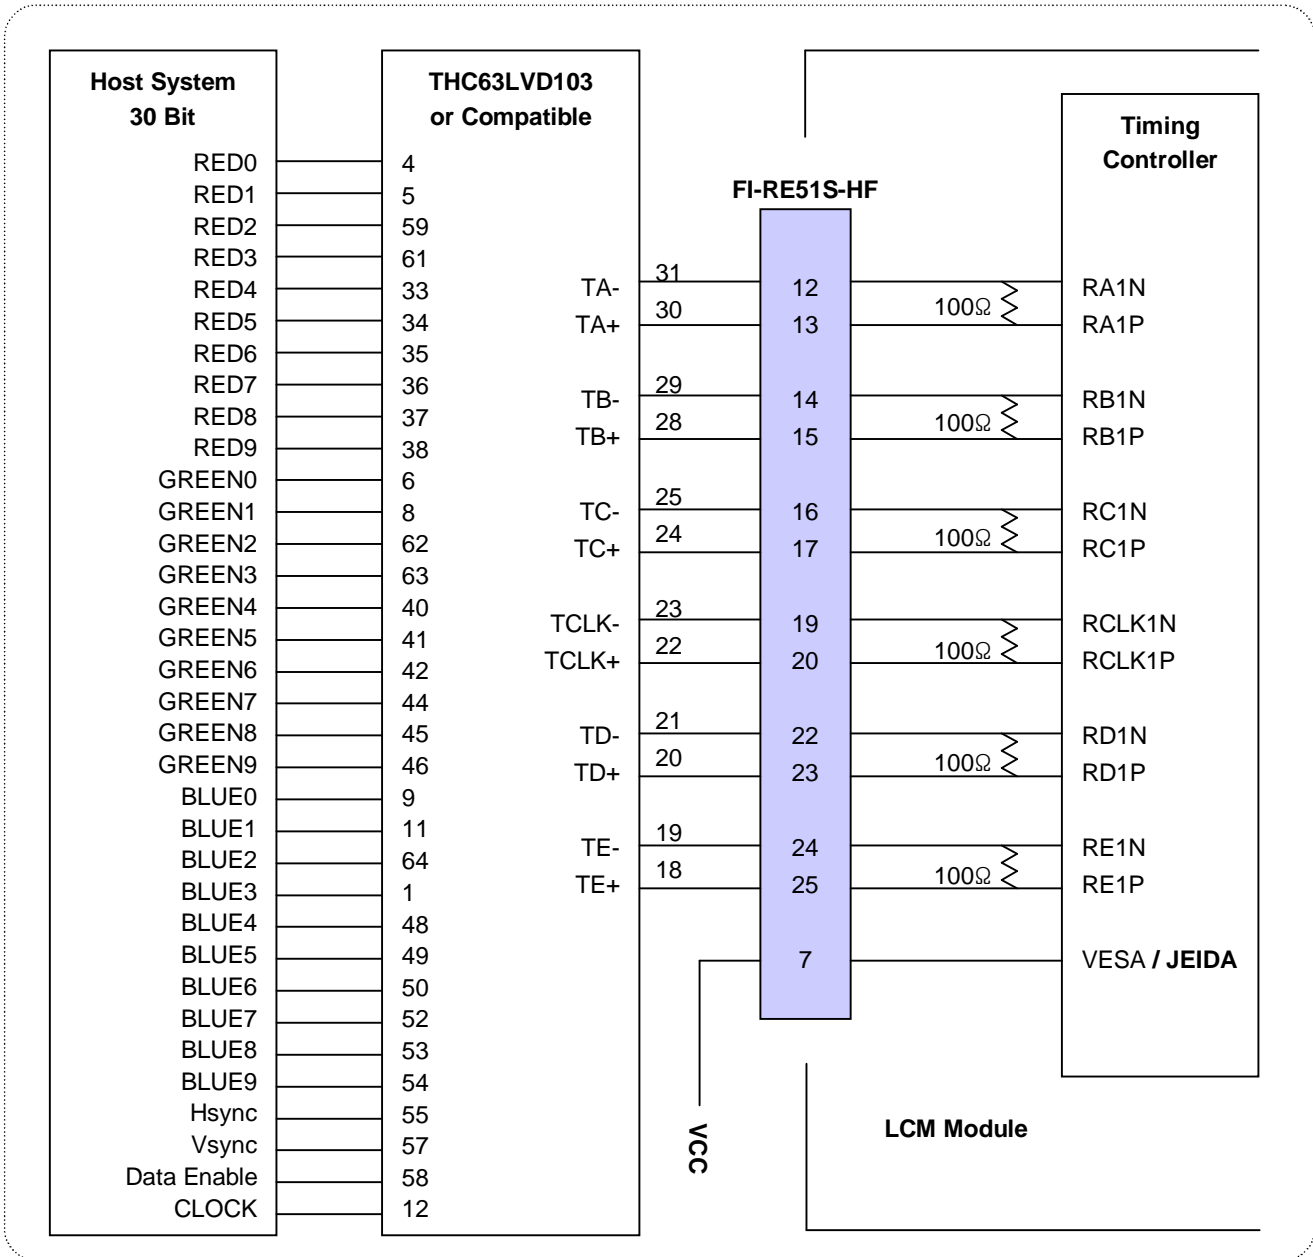 Host System
30 Bit
RED0
RED1
RED2
RED3
RED4
RED5
RED6
RED7
RED8
RED9
GREEN0
GREEN1
GREEN2
GREEN3
GREEN4
GREEN5
GREEN6
GREEN7
GREEN8
GREEN9
BLUE0
BLUE1
BLUE2
BLUE3
BLUE4
BLUE5
BLUE6
BLUE7
BLUE8
BLUE9
Hsync
Vsync
Data Enable
CLOCK
THC63LVD103
or Compatible
4
5
59
61
33
34
35
36
37
38
6
8
62
63
40
41
42
44
45
46
9
11
64
1
48
49
50
52
53
54
55
57
58
12
TA-
TA+
TB-
TB+
TC-
TC+
TCLK-
TCLK+
TD-
TD+
TE-
TE+
31
30
29
28
25
24
23
22
21
20
19
18
VCC
FI-RE51S-HF
12
13
14
15
16
17
19
20
22
23
24
25
7
100Ω
100Ω
100Ω
100Ω
100Ω
100Ω
Timing
Controller
RA1N
RA1P
RB1N
RB1P
RC1N
RC1P
RCLK1N
RCLK1P
RD1N
RD1P
RE1N
RE1P
VESA / JEIDA
LCM Module